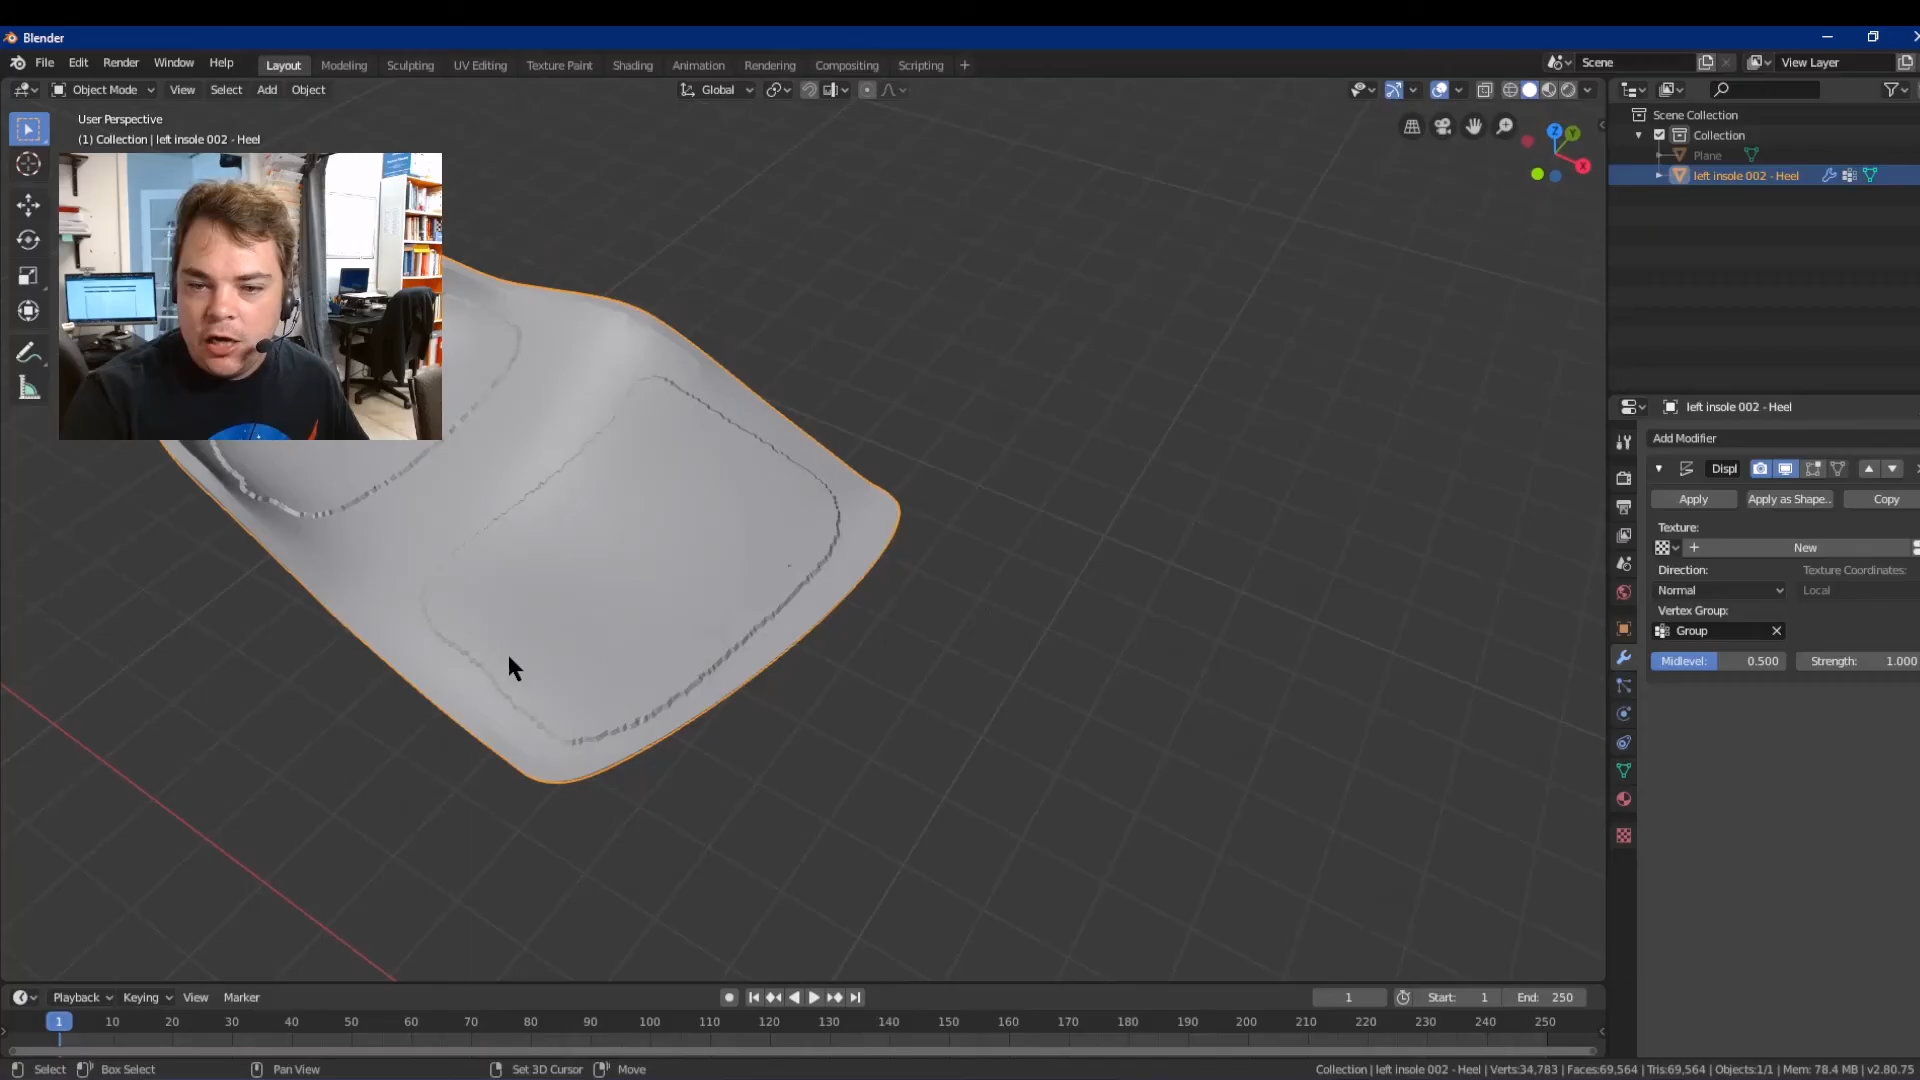 Blender
File Edit Render Window Help Layout Modeling Sculpting UV Editing Texture Paint Shading Animation Rendering Compositing Scripting + Scene View Layer
Object Mode View Select Add Object Global
User Perspective
(1) Collection | left insole 002 - Heel
Z Y X
Scene Collection
Collection
Plane
left insole 002 - Heel
left insole 002 - Heel
Add Modifier
Displ
Apply Apply as Shape.. Copy
Texture:
New
Direction: Texture Coordinates:
Normal Local
Vertex Group:
Group
Midlevel: 0.500 Strength: 1.000
Playback Keying View Marker 1 Start: 1 End: 250
1 10 20 30 40 50 60 70 80 90 100 110 120 130 140 150 160 170 180 190 200 210 220 230 240 250
Select Box Select Pan View Set 3D Cursor Move Collection | left insole 002 - Heel | Verts:34,783 | Faces:69,564 | Tris:69,564 | Objects:1/1 | Mem: 78.4 MB | v2.80.75